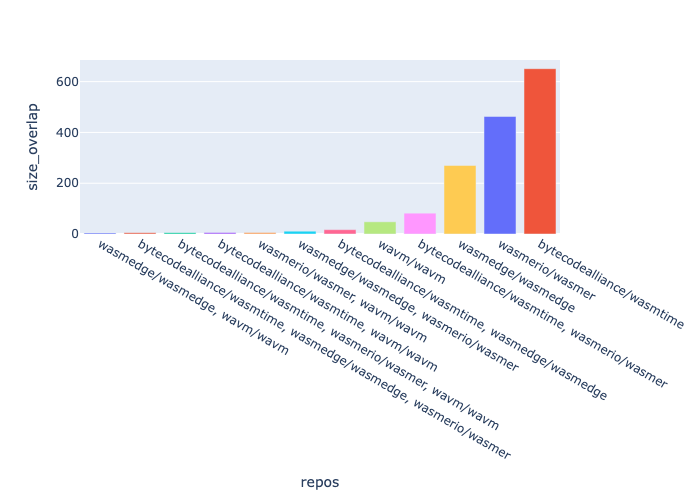 600
400
200
0
size_overlap
wasmedge/wasmedge, wavm/wavm
bytecodealliance/wasmtime, wasmedge/wasmedge, wasmerio/wasmer
bytecodealliance/wasmtime, wasmerio/wasmer, wavm/wavm
bytecodealliance/wasmtime, wavm/wavm
wasmerio/wasmer, wavm/wavm
wasmedge/wasmedge, wasmerio/wasmer
bytecodealliance/wasmtime, wasmedge/wasmedge
wavm/wavm
bytecodealliance/wasmtime, wasmerio/wasmer
wasmedge/wasmedge
wasmerio/wasmer
bytecodealliance/wasmtime
repos